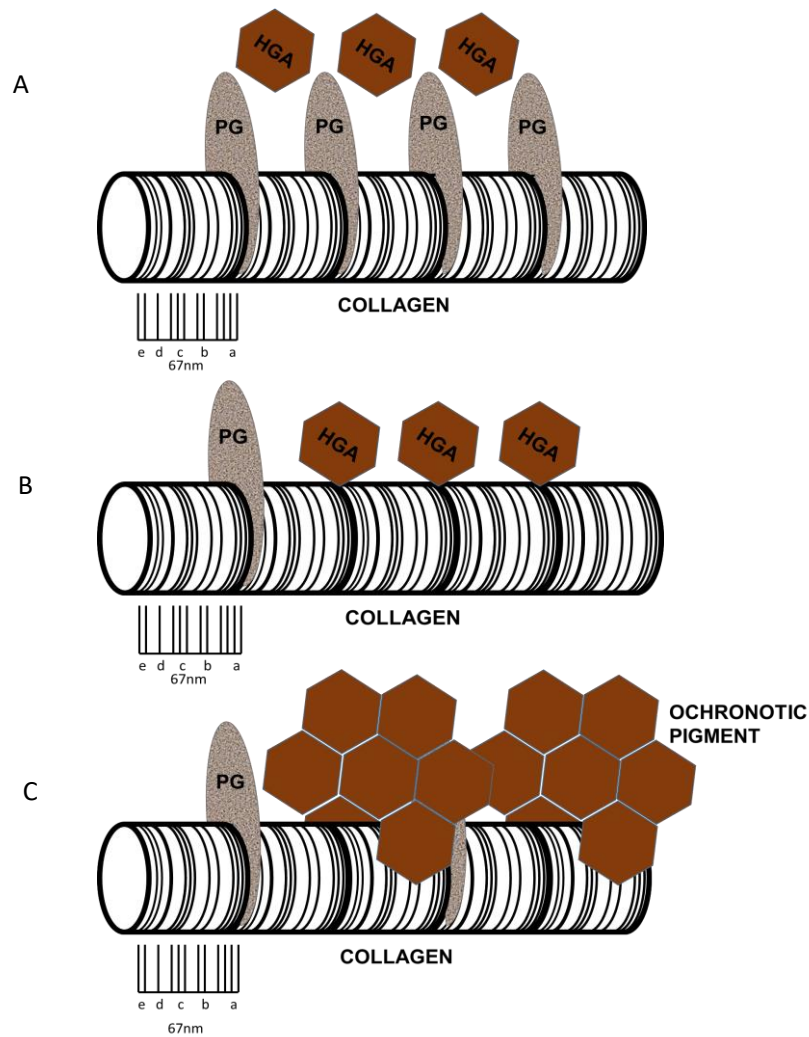 A
HGA HGA HGA
PG PG PG PG
COLLAGEN
e d c b a
67nm
B
PG HGA HGA HGA
COLLAGEN
e d c b a
67nm
OCHRONOTIC
PIGMENT
C
PG
COLLAGEN
e d c b a
67nm